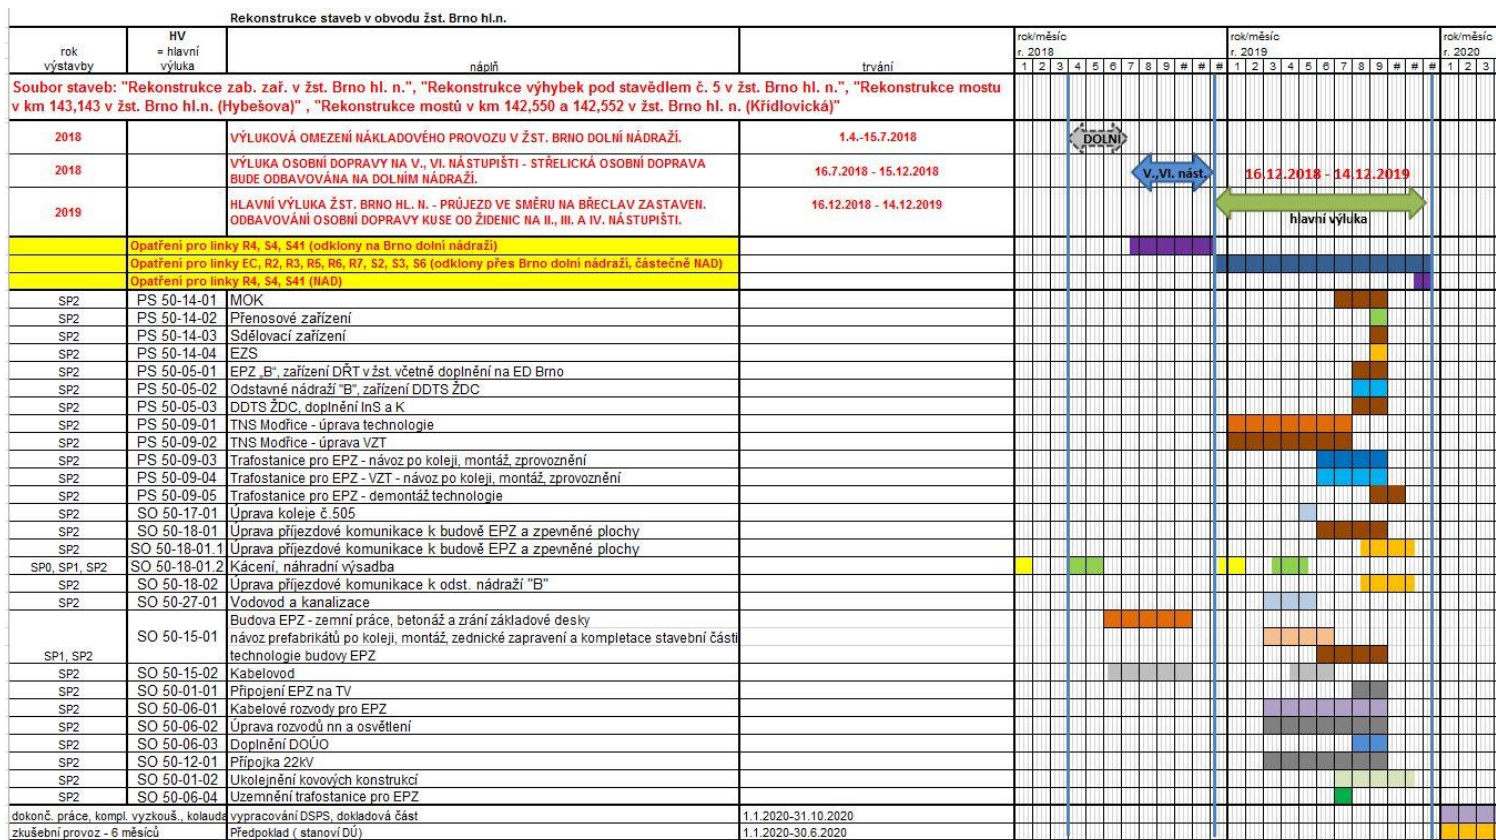 Rekonstrukce staveb v obvodu žst. Brno hl.n.
rok výstavby HV = hlavní výluka náplň trvání rok/měsíc r. 2018 rok/měsíc r. 2019 rok/měsíc r. 2020
1 2 3 4 5 6 7 8 9 # # # 1 2 3 4 5 6 7 8 9 # # # 1 2 3
Soubor staveb: "Rekonstrukce zab. zař. v žst. Brno hl. n.", "Rekonstrukce výhybek pod stavědlem č. 5 v žst. Brno hl. n.", "Rekonstrukce mostu
v km 143,143 v žst. Brno hl.n. (Hybešova)" , "Rekonstrukce mostů v km 142,550 a 142,552 v žst. Brno hl. n. (Křídlovická)"
2018 VÝLUKOVÁ OMEZENÍ NÁKLADOVÉHO PROVOZU V ŽST. BRNO DOLNÍ NÁDRAŽÍ. 1.4.-15.7.2018 DOLNÍ
2018 VÝLUKA OSOBNÍ DOPRAVY NA V., VI. NÁSTUPIŠTI - STŘELICKÁ OSOBNÍ DOPRAVA
BUDE ODBAVOVÁNA NA DOLNÍM NÁDRAŽÍ. 16.7.2018 - 15.12.2018 V.,VI. nást. 16.12.2018 - 14.12.2019
2019 HLAVNÍ VÝLUKA ŽST. BRNO HL. N. - PRŮJEZD VE SMĚRU NA BŘECLAV ZASTAVEN.
ODBAVOVÁNÍ OSOBNÍ DOPRAVY KUSE OD ŽIDENIC NA II., III. A IV. NÁSTUPIŠTI. 16.12.2018 - 14.12.2019 hlavní výluka
Opatření pro linky R4, S4, S41 (odklony na Brno dolní nádraží)
Opatření pro linky EC, R2, R3, R5, R6, R7, S2, S3, S6 (odklony přes Brno dolní nádraží, částečně NAD)
Opatření pro linky R4, S4, S41 (NAD)
SP2 PS 50-14-01 MOK
SP2 PS 50-14-02 Přenosové zařízení
SP2 PS 50-14-03 Sdělovací zařízení
SP2 PS 50-14-04 EZS
SP2 PS 50-05-01 EPZ „B", zařízení DŘT v žst. včetně doplnění na ED Brno
SP2 PS 50-05-02 Odstavné nádraží "B", zařízení DDTS ŽDC
SP2 PS 50-05-03 DDTS ŽDC, doplnění InS a K
SP2 PS 50-09-01 TNS Modřice - úprava technologie
SP2 PS 50-09-02 TNS Modřice - úprava VZT
SP2 PS 50-09-03 Trafostanice pro EPZ - návoz po koleji, montáž, zprovoznění
SP2 PS 50-09-04 Trafostanice pro EPZ - VZT - návoz po koleji, montáž, zprovoznění
SP2 PS 50-09-05 Trafostanice pro EPZ - demontáž technologie
SP2 SO 50-17-01 Úprava koleje č.505
SP2 SO 50-18-01 Úprava příjezdové komunikace k budově EPZ a zpevněné plochy
SP2 SO 50-18-01.1 Úprava příjezdové komunikace k budově EPZ a zpevněné plochy
SP0, SP1, SP2 SO 50-18-01.2 Kácení, náhradní výsadba
SP2 SO 50-18-02 Úprava příjezdové komunikace k odst. nádraží "B"
SP2 SO 50-27-01 Vodovod a kanalizace
Budova EPZ - zemní práce, betonáž a zrání základové desky
SO 50-15-01 návoz prefabrikátů po koleji, montáž, zednické zapravení a kompletace stavební části
SP1, SP2 technologie budovy EPZ
SP2 SO 50-15-02 Kabelovod
SP2 SO 50-01-01 Připojení EPZ na TV
SP2 SO 50-06-01 Kabelové rozvody pro EPZ
SP2 SO 50-06-02 Úprava rozvodů nn a osvětlení
SP2 SO 50-06-03 Doplnění DOÚO
SP2 SO 50-12-01 Přípojka 22kV
SP2 SO 50-01-02 Ukolejnění kovových konstrukcí
SP2 SO 50-06-04 Uzemnění trafostanice pro EPZ
dokonč. práce, kompl. vyzkouš., kolauda vypracování DSPS, dokladová část 1.1.2020-31.10.2020
zkušební provoz - 6 měsíců Předpoklad ( stanoví DÚ) 1.1.2020-30.6.2020